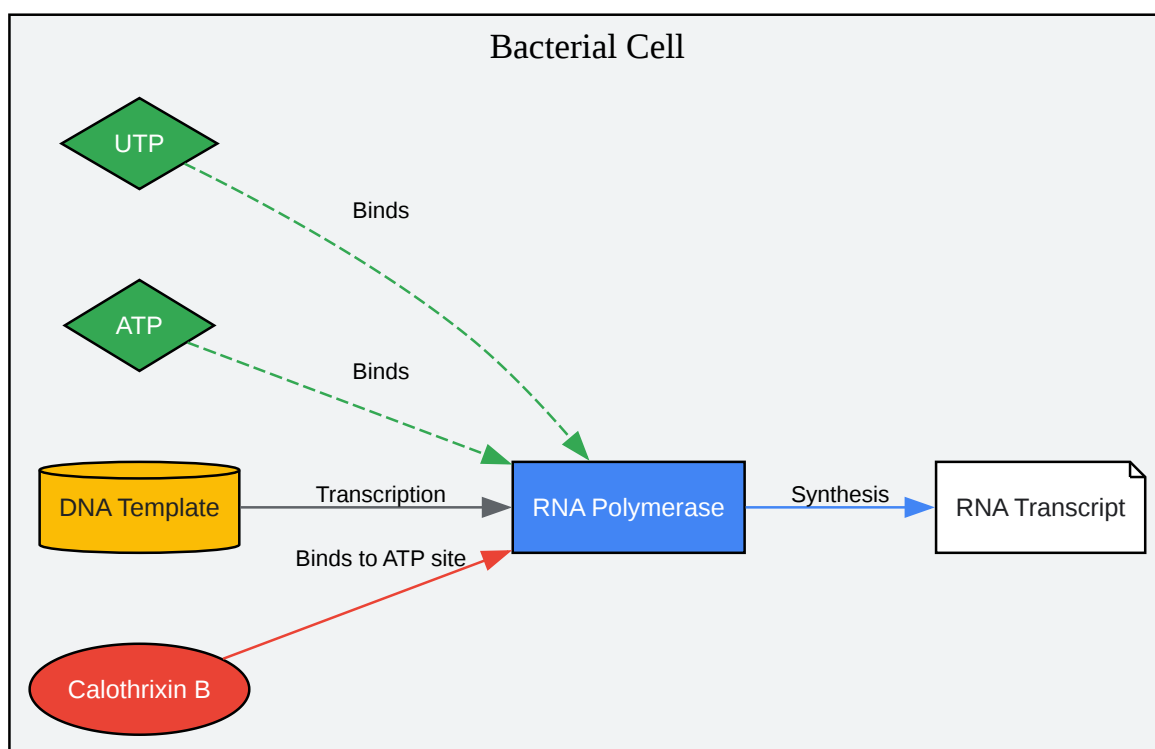 Bacterial Cell
UTP
Binds
ATP
Binds
DNA Template
Transcription
RNA Polymerase
Synthesis
RNA Transcript
Binds to ATP site
Calothrixin B